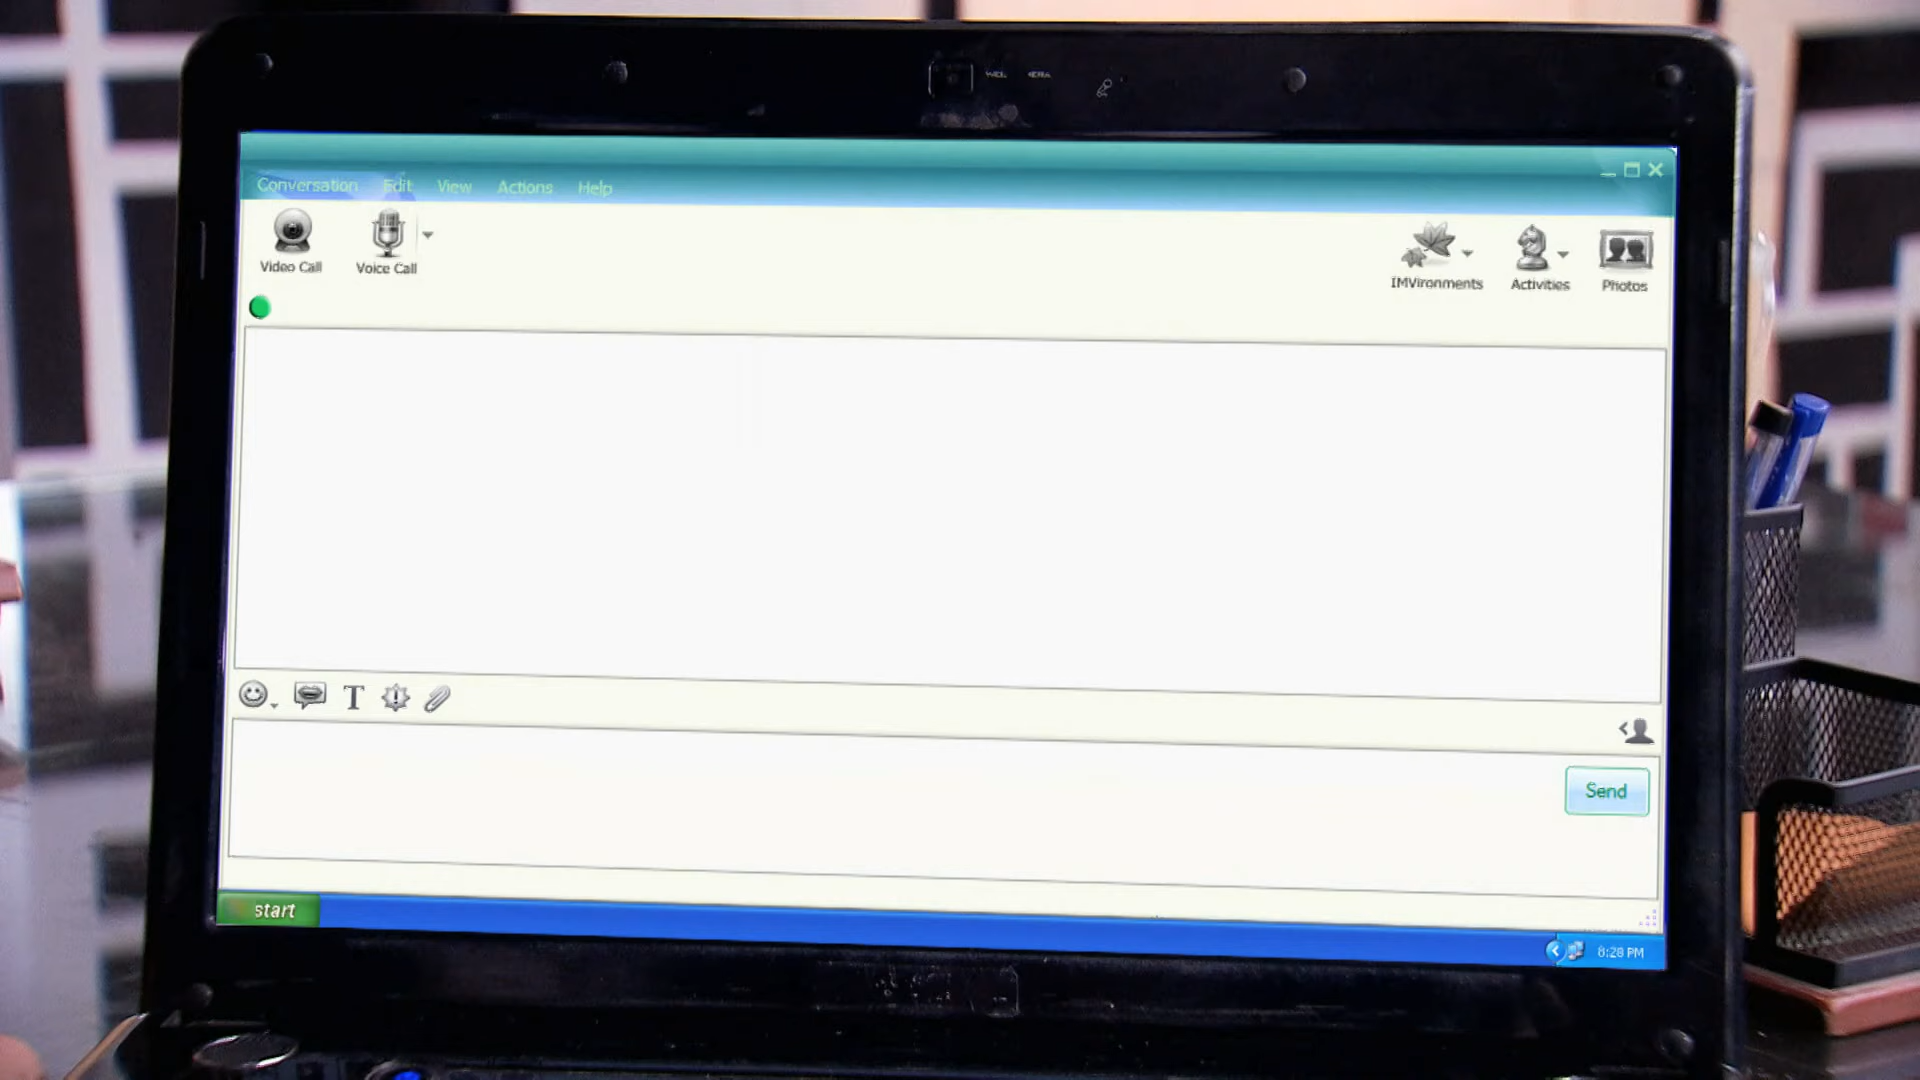 Conversation Edit View Actions Help
Video Call Voice Call IMVironments Activities Photos
T
Send
start
8:28 PM